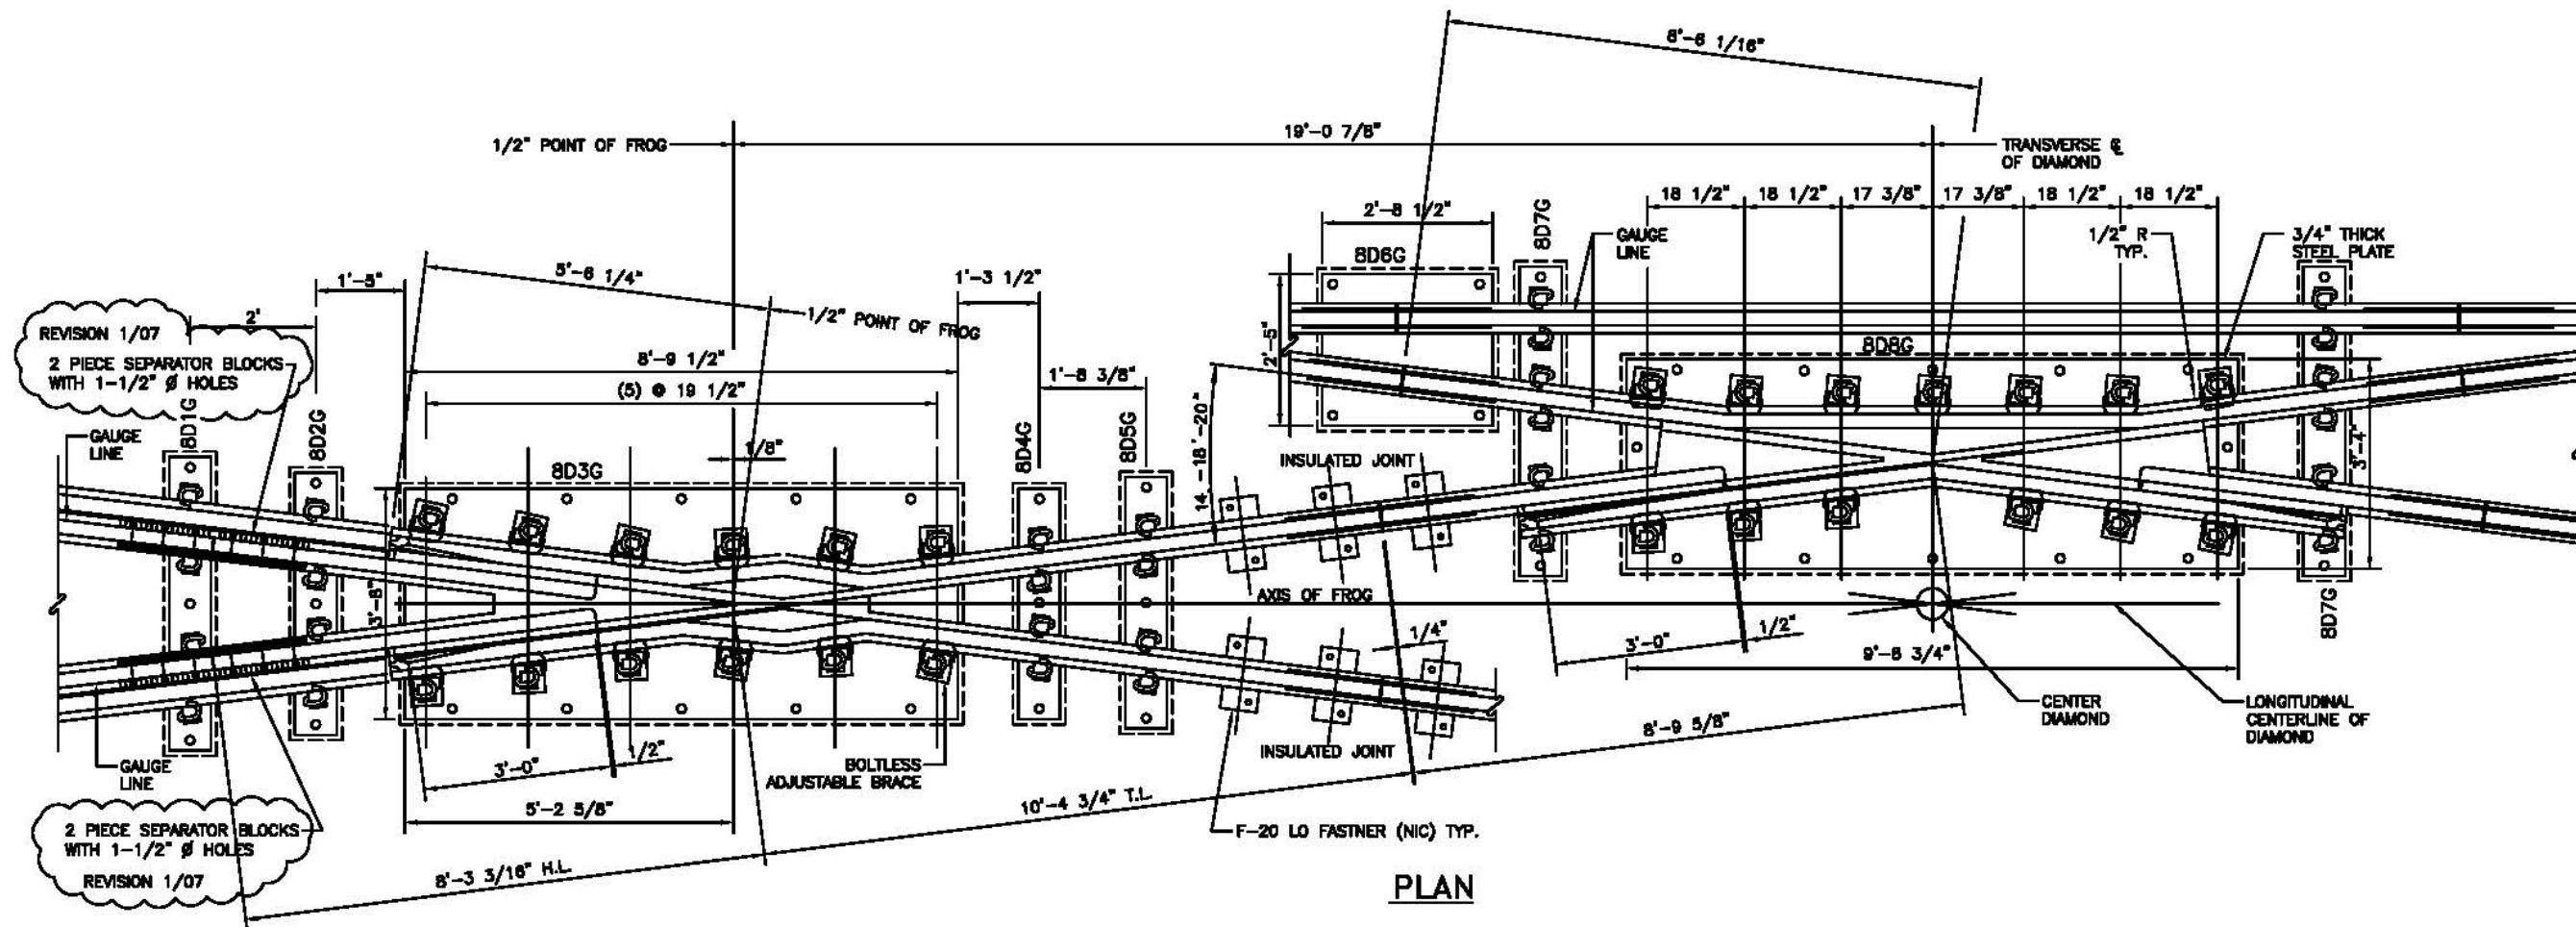 8'-6 1/16"
19'-0 7/8"
1/2" POINT OF FROG
TRANSVERSE ℄
OF DIAMOND
18 1/2"
18 1/2"
17 3/8"
17 3/8"
18 1/2"
18 1/2"
2'-8 1/2"
8D7G
GAUGE
LINE
1/2" R
TYP.
3/4" THICK
STEEL PLATE
8D6G
5'-6 1/4"
1'-5"
1'-3 1/2"
1/2" POINT OF FROG
2'
REVISION 1/07
2 PIECE SEPARATOR BLOCKS
WITH 1-1/2" Ø HOLES
8'-9 1/2"
2'-5"
8D8G
1'-8 3/8"
(5) @ 19 1/2"
8D1G
8D2G
GAUGE
LINE
1/8"
8D3G
8D4G
8D5G
14°-18'-20"
3'-4"
INSULATED JOINT
3'-8"
AXIS OF FROG
8D7G
1/4"
3'-0"
1/2"
9'-8 3/4"
CENTER
DIAMOND
LONGITUDINAL
CENTERLINE OF
DIAMOND
INSULATED JOINT
8'-9 5/8"
GAUGE
LINE
3'-0"
1/2"
BOLTLESS
ADJUSTABLE BRACE
5'-2 5/8"
10'-4 3/4" T.L.
F-20 LO FASTNER (NIC) TYP.
2 PIECE SEPARATOR BLOCKS
WITH 1-1/2" Ø HOLES
REVISION 1/07
8'-3 3/16" H.L.
PLAN